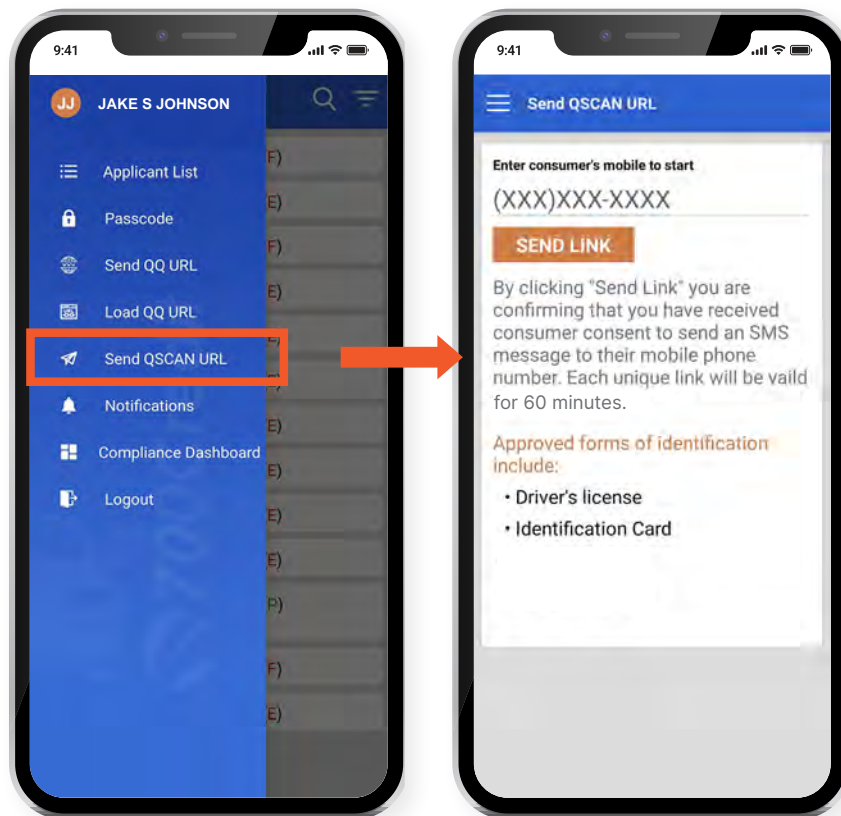 9:41
JJ JAKE S JOHNSON
Applicant List
Passcode
Send QQ URL
Load QQ URL
Send QSCAN URL
Notifications
Compliance Dashboard
Logout
F)
E)
F)
E)
E)
E)
E)
E)
E)
P)
F)
E)
9:41
Send QSCAN URL
Enter consumer's mobile to start
(XXX)XXX-XXXX
SEND LINK
By clicking "Send Link" you are
confirming that you have received
consumer consent to send an SMS
message to their mobile phone
number. Each unique link will be vaild
for 60 minutes.
Approved forms of identification
include:
• Driver's license
• Identification Card